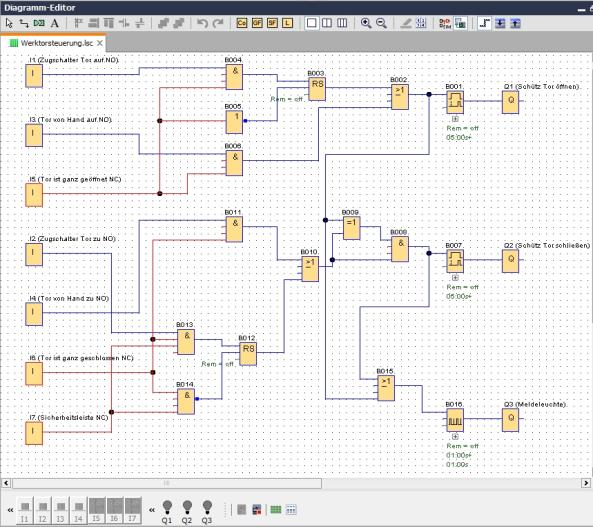 Diagramm-Editor
A
Co GF SF L
Werktorsteuerung.lsc
I1 (Zugschalter Tor auf NO)
I
B004
&
B003
RS
Rem = off
B002
>1
B001
Rem = off
05:00s+
Q1 (Schütz Tor öffnen)
Q
B005
1
I3 (Tor von Hand auf NO)
I
B006
&
I5 (Tor ist ganz geöffnet NC)
I
B011
&
B009
=1
B008
&
B007
Rem = off
05:00s+
Q2 (Schütz Tor schließen)
Q
I2 (Zugschalter Tor zu NO)
I
B010
>1
I4 (Tor von Hand zu NO)
I
B013
&
B012
RS
Rem = off
I6 (Tor ist ganz geschlossen NC)
I
B014
&
B015
>1
B016
Rem = off
01:00s+
01:00s
Q3 (Meldeleuchte)
Q
I7 (Sicherheitsleiste NC)
I
I1 I2 I3 I4 I5 I6 I7
Q1 Q2 Q3